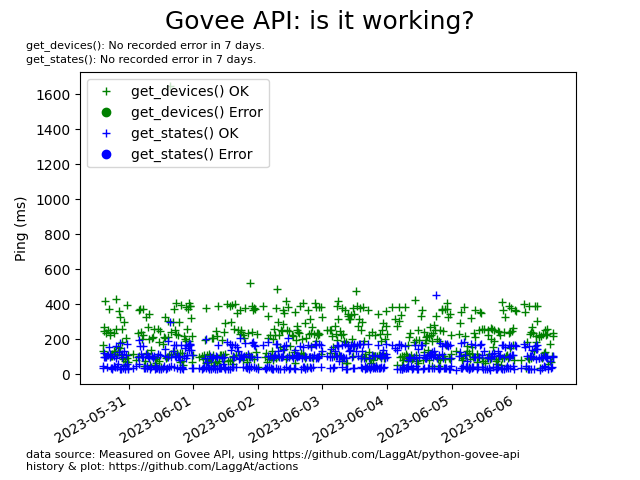 Govee API: is it working?
get_devices(): No recorded error in 7 days.
get_states(): No recorded error in 7 days.
get_devices() OK
get_devices() Error
get_states() OK
get_states() Error
Ping (ms)
1600
1400
1200
1000
800
600
400
200
0
2023-05-31
2023-06-01
2023-06-02
2023-06-03
2023-06-04
2023-06-05
2023-06-06
data source: Measured on Govee API, using https://github.com/LaggAt/python-govee-api
history & plot: https://github.com/LaggAt/actions